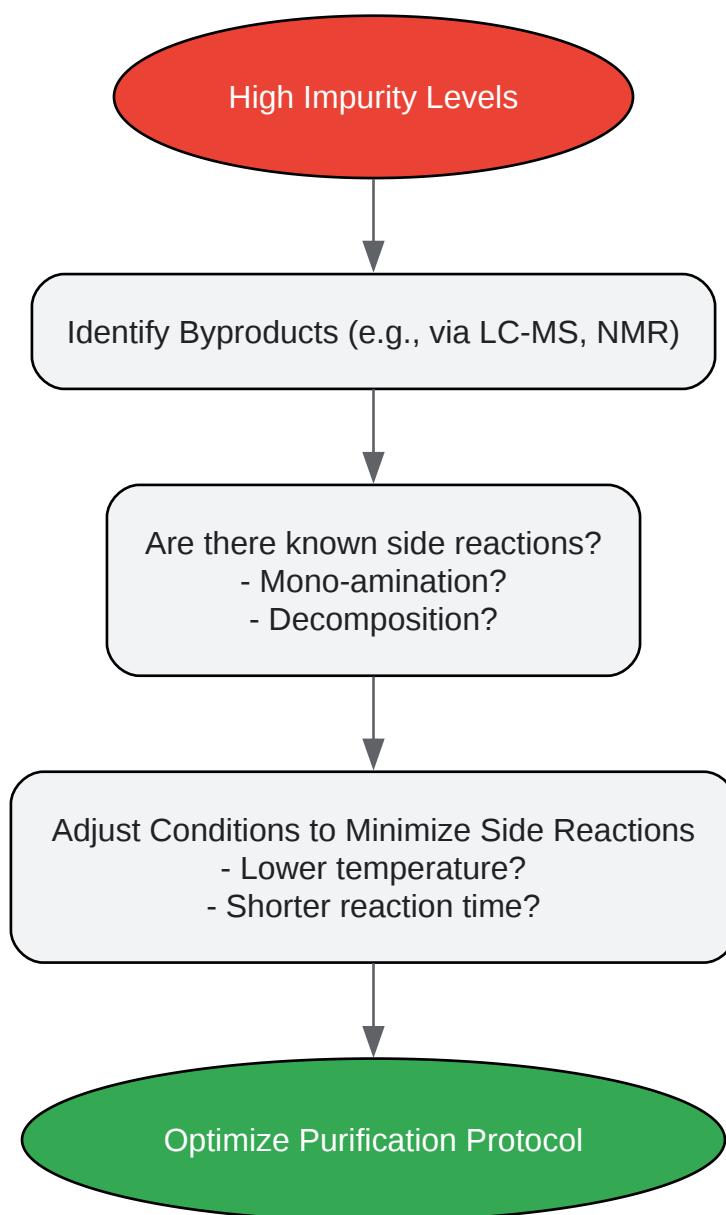 High Impurity Levels
Identify Byproducts (e.g., via LC-MS, NMR)
Are there known side reactions?
- Mono-amination?
- Decomposition?
Adjust Conditions to Minimize Side Reactions
- Lower temperature?
- Shorter reaction time?
Optimize Purification Protocol